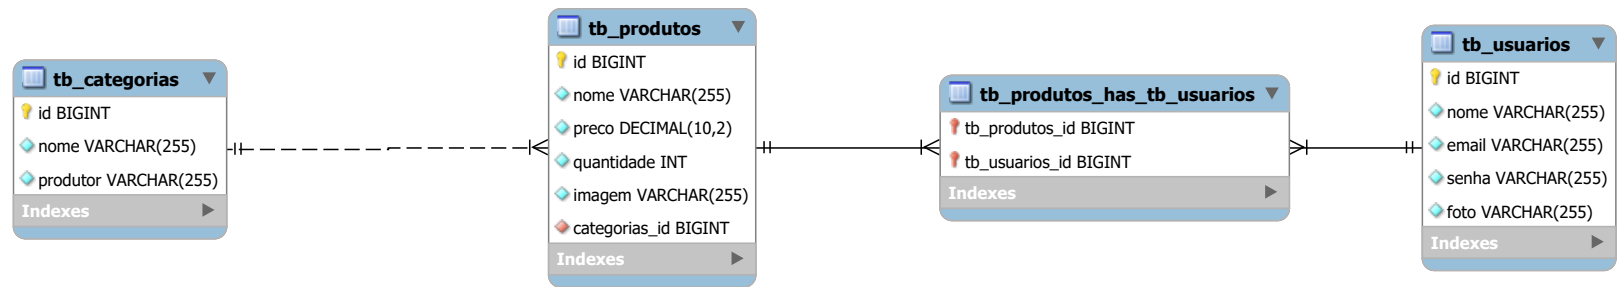 tb_categorias
id BIGINT
nome VARCHAR(255)
produtor VARCHAR(255)
Indexes
tb_produtos
id BIGINT
nome VARCHAR(255)
preco DECIMAL(10,2)
quantidade INT
imagem VARCHAR(255)
categorias_id BIGINT
Indexes
tb_produtos_has_tb_usuarios
tb_produtos_id BIGINT
tb_usuarios_id BIGINT
Indexes
tb_usuarios
id BIGINT
nome VARCHAR(255)
email VARCHAR(255)
senha VARCHAR(255)
foto VARCHAR(255)
Indexes